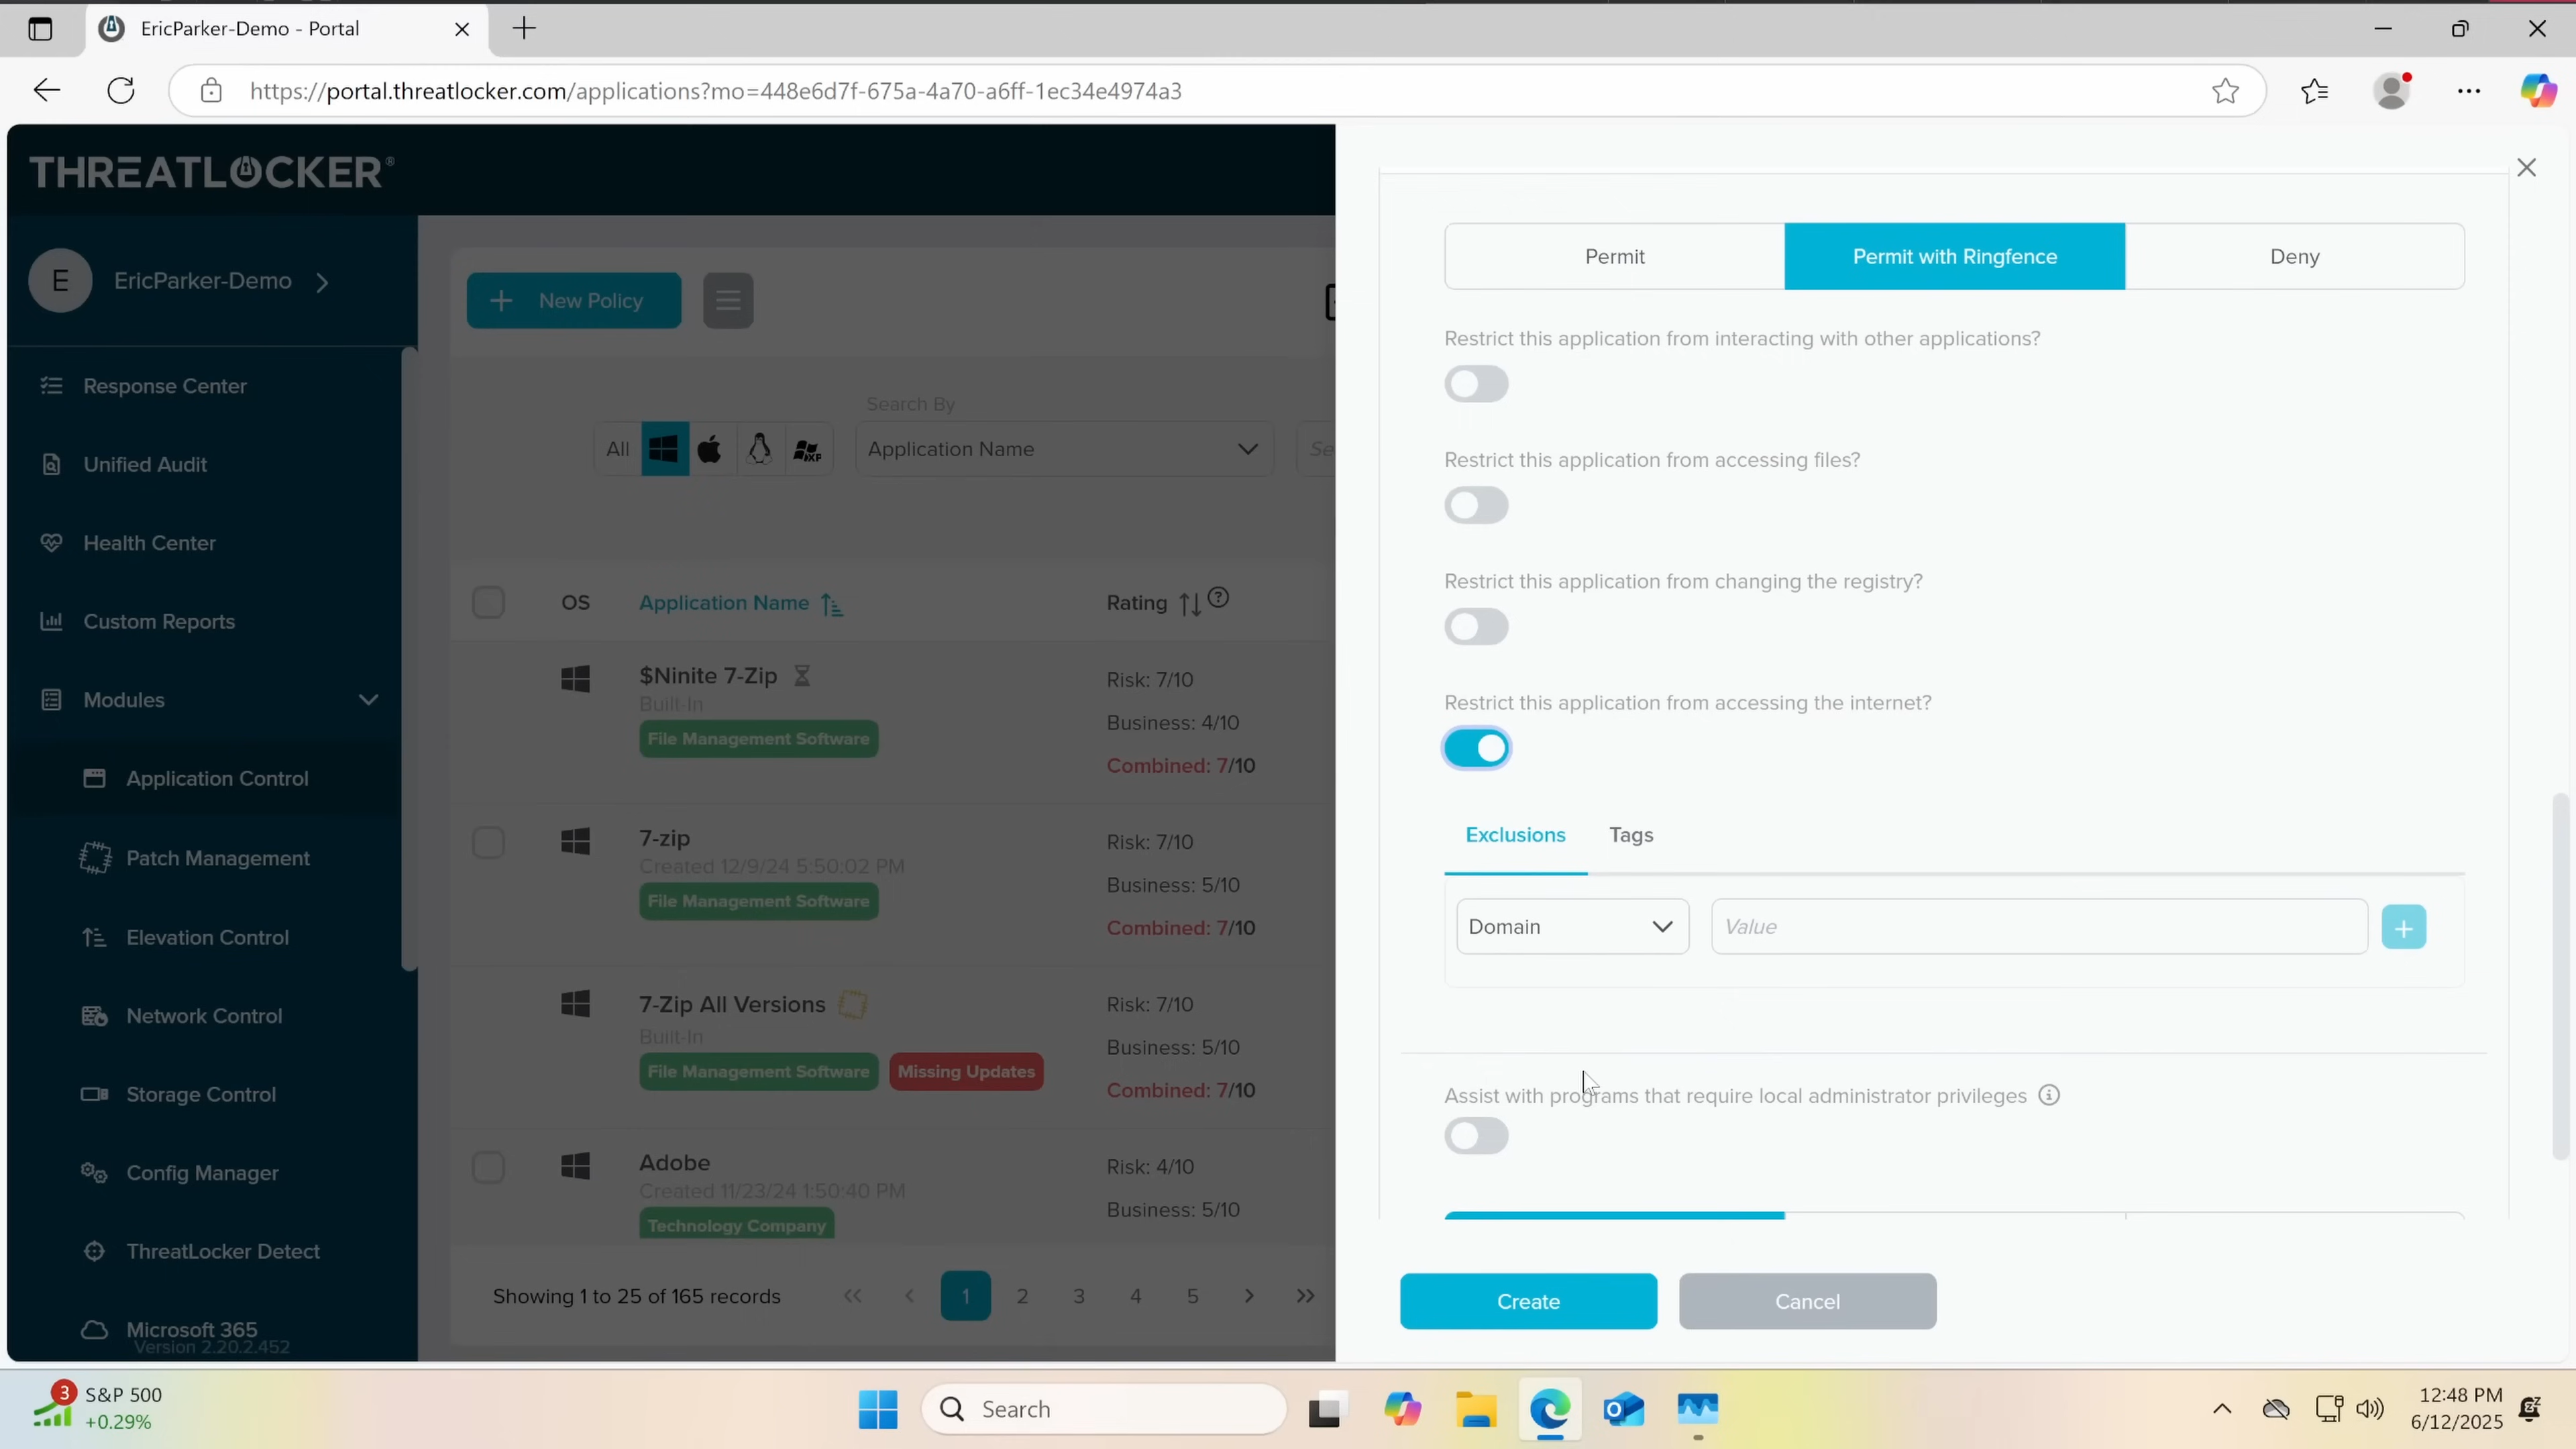 EricParker-Demo - Portal
https://portal.threatlocker.com/applications?mo=448e6d7f-675a-4a70-a6ff-1ec34e4974a3
THREATLOCKER®
E
EricParker-Demo
Response Center
Unified Audit
Health Center
Custom Reports
Modules
Application Control
Patch Management
Elevation Control
Network Control
Storage Control
Config Manager
ThreatLocker Detect
Microsoft 365
Version 2.20.2.452
New Policy
Search By
All
XP
Application Name
Se
OS
Application Name
Rating
$Ninite 7-Zip
Built-In
File Management Software
Risk: 7/10
Business: 4/10
Combined: 7/10
7-zip
Created 12/9/24 5:50:02 PM
File Management Software
Risk: 7/10
Business: 5/10
Combined: 7/10
7-Zip All Versions
Built-In
File Management Software
Missing Updates
Risk: 7/10
Business: 5/10
Combined: 7/10
Adobe
Created 11/23/24 1:50:40 PM
Technology Company
Risk: 4/10
Business: 5/10
Showing 1 to 25 of 165 records
1 2 3 4 5
Permit
Permit with Ringfence
Deny
Restrict this application from interacting with other applications?
Restrict this application from accessing files?
Restrict this application from changing the registry?
Restrict this application from accessing the internet?
Exclusions
Tags
Domain
Value
Assist with programs that require local administrator privileges
Create
Cancel
3
S&P 500
+0.29%
Search
12:48 PM
6/12/2025